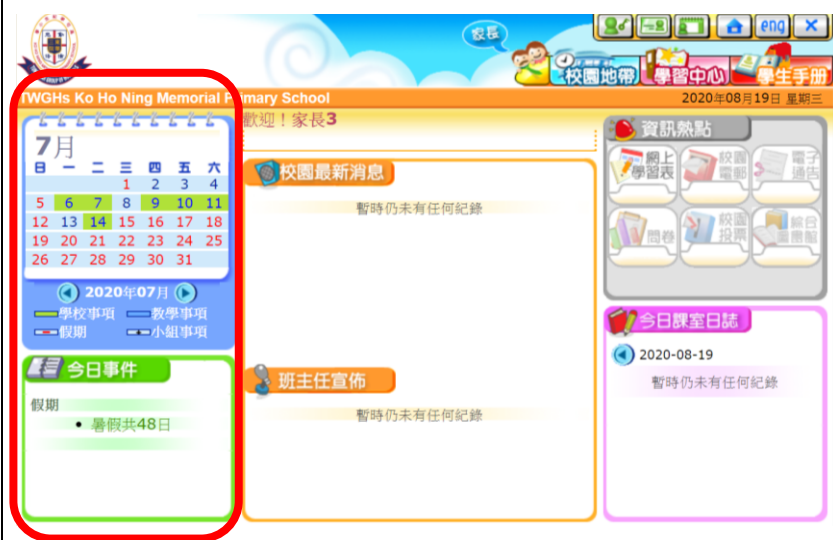 家長
eng
校園地帶
學習中心
學生手册
TWGHs Ko Ho Ning Memorial Primary School
2020年08月19日 星期三
7月
日 一 二 三 四 五 六
1 2 3 4
5 6 7 8 9 10 11
12 13 14 15 16 17 18
19 20 21 22 23 24 25
26 27 28 29 30 31
2020年07月
學校事項 教學事項
假期 小組事項
今日事件
假期
暑假共48日
歡迎！家長3
校園最新消息
暫時仍未有任何紀錄
班主任宣佈
暫時仍未有任何紀錄
資訊熱點
網上學習表
校園電郵
電子通告
問卷
校園投票
綜合
今日課室日誌
2020-08-19
暫時仍未有任何紀錄